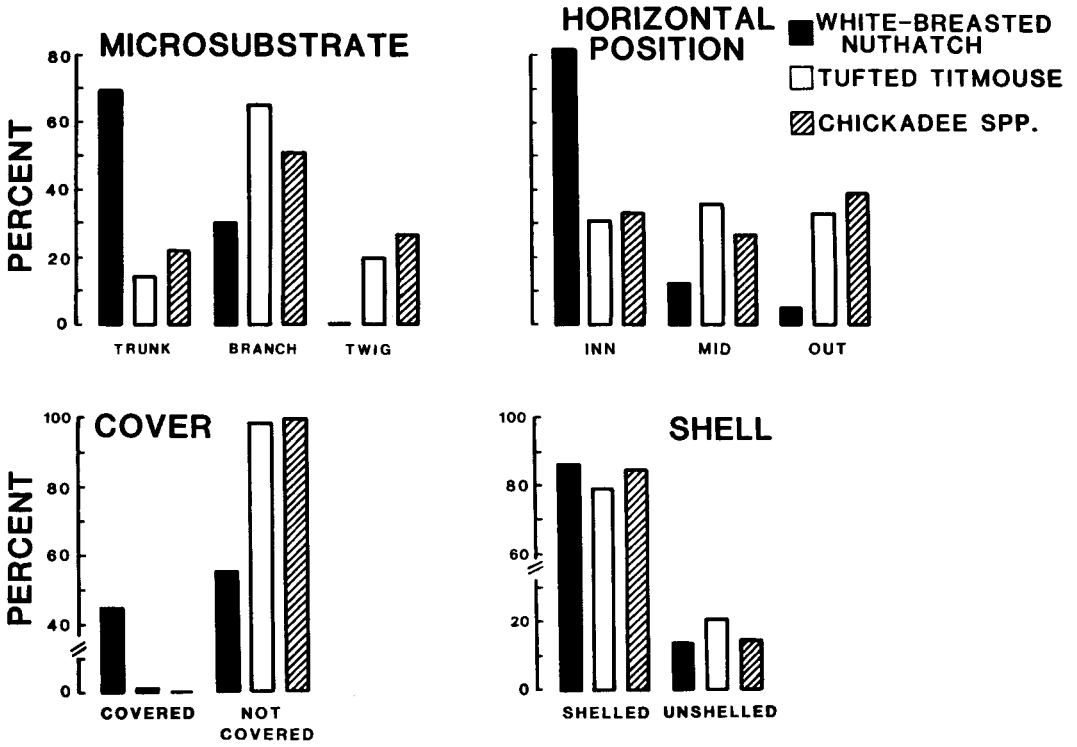 MICROSUBSTRATE
PERCENT
80
60
40
20
0
TRUNK BRANCH TWIG
HORIZONTAL
POSITION
INN MID OUT
WHITE-BREASTED
NUTHATCH
TUFTED TITMOUSE
CHICKADEE SPP.
COVER
PERCENT
100
80
60
40
0
COVERED NOT
COVERED
SHELL
100
80
60
20
0
SHELLED UNSHELLED